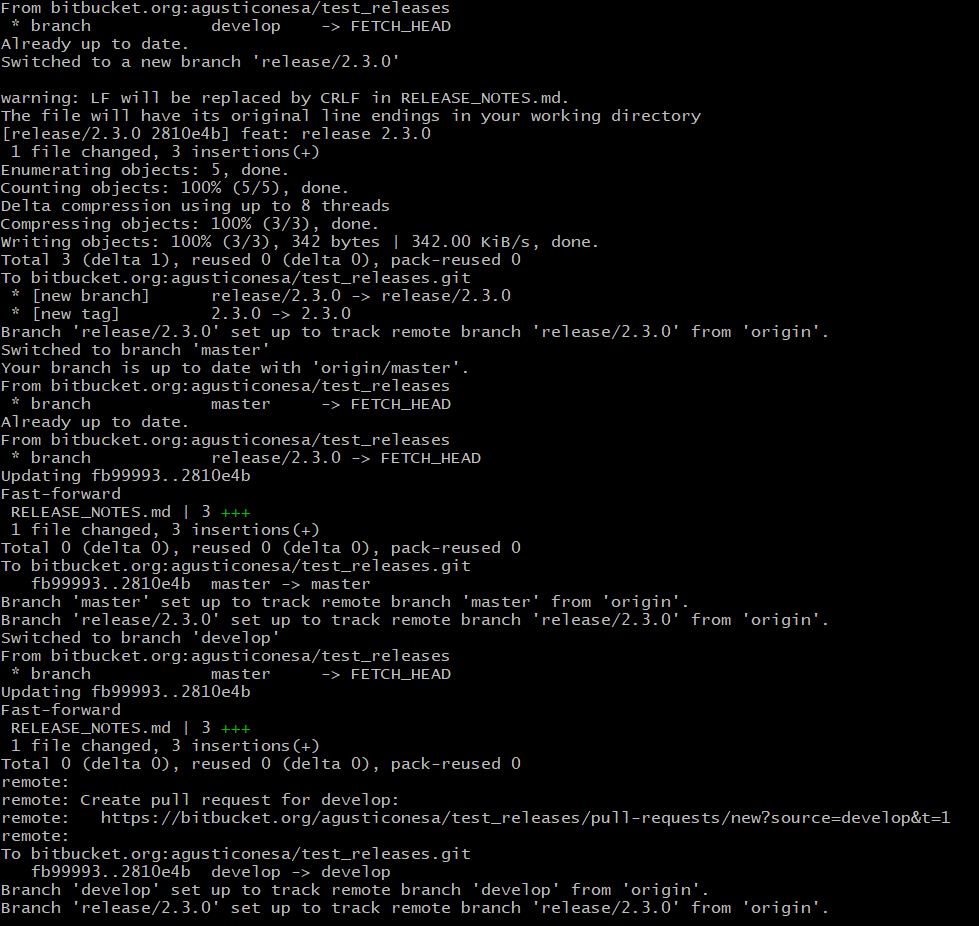 From bitbucket.org:agusticonesa/test_releases
 * branch            develop    -> FETCH_HEAD
Already up to date.
Switched to a new branch 'release/2.3.0'

warning: LF will be replaced by CRLF in RELEASE_NOTES.md.
The file will have its original line endings in your working directory
[release/2.3.0 2810e4b] feat: release 2.3.0
 1 file changed, 3 insertions(+)
Enumerating objects: 5, done.
Counting objects: 100% (5/5), done.
Delta compression using up to 8 threads
Compressing objects: 100% (3/3), done.
Writing objects: 100% (3/3), 342 bytes | 342.00 KiB/s, done.
Total 3 (delta 1), reused 0 (delta 0), pack-reused 0
To bitbucket.org:agusticonesa/test_releases.git
 * [new branch]      release/2.3.0 -> release/2.3.0
 * [new tag]         2.3.0 -> 2.3.0
Branch 'release/2.3.0' set up to track remote branch 'release/2.3.0' from 'origin'.
Switched to branch 'master'
Your branch is up to date with 'origin/master'.
From bitbucket.org:agusticonesa/test_releases
 * branch            master     -> FETCH_HEAD
Already up to date.
From bitbucket.org:agusticonesa/test_releases
 * branch            release/2.3.0 -> FETCH_HEAD
Updating fb99993..2810e4b
Fast-forward
 RELEASE_NOTES.md | 3 +++
 1 file changed, 3 insertions(+)
Total 0 (delta 0), reused 0 (delta 0), pack-reused 0
To bitbucket.org:agusticonesa/test_releases.git
   fb99993..2810e4b  master -> master
Branch 'master' set up to track remote branch 'master' from 'origin'.
Branch 'release/2.3.0' set up to track remote branch 'release/2.3.0' from 'origin'.
Switched to branch 'develop'
From bitbucket.org:agusticonesa/test_releases
 * branch            master     -> FETCH_HEAD
Updating fb99993..2810e4b
Fast-forward
 RELEASE_NOTES.md | 3 +++
 1 file changed, 3 insertions(+)
Total 0 (delta 0), reused 0 (delta 0), pack-reused 0
remote:
remote: Create pull request for develop:
remote:   https://bitbucket.org/agusticonesa/test_releases/pull-requests/new?source=develop&t=1
remote:
To bitbucket.org:agusticonesa/test_releases.git
   fb99993..2810e4b  develop -> develop
Branch 'develop' set up to track remote branch 'develop' from 'origin'.
Branch 'release/2.3.0' set up to track remote branch 'release/2.3.0' from 'origin'.